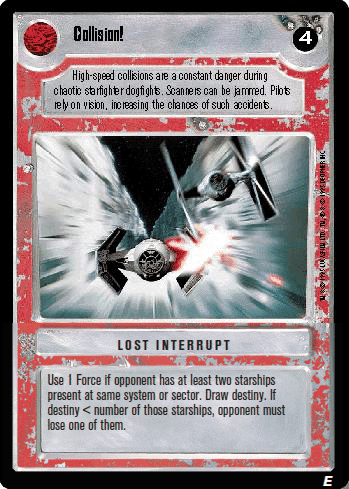 Collision!
4
High-speed collisions are a constant danger during
chaotic starfighter dogfights. Scanners can be jammed. Pilots
rely on vision, increasing the chances of such accidents.
LOST INTERRUPT
Use 1 Force if opponent has at least two starships
present at same system or sector. Draw destiny. If
destiny < number of those starships, opponent must
lose one of them.
E